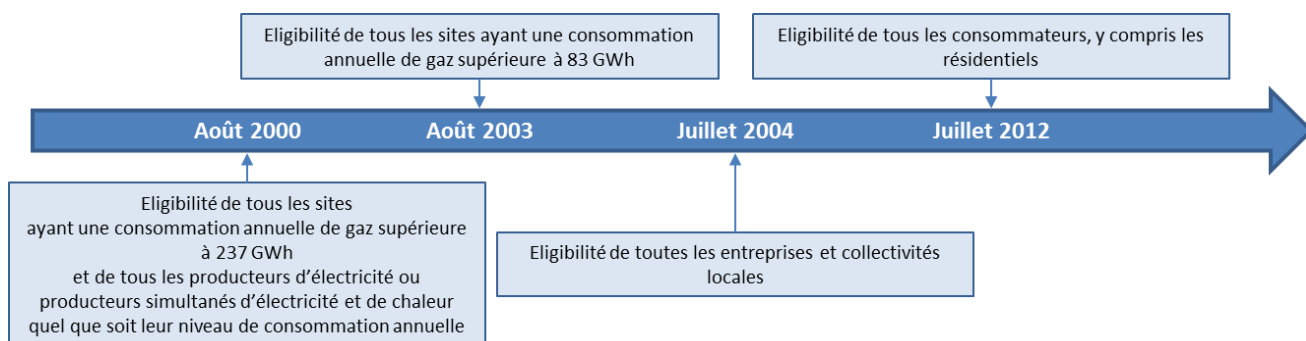 Eligibilité de tous les sites ayant une consommation
annuelle de gaz supérieure à 83 GWh
Eligibilité de tous les consommateurs, y compris les
résidentiels
Août 2000
Août 2003
Juillet 2004
Juillet 2012
Eligibilité de tous les sites
ayant une consommation annuelle de gaz supérieure
à 237 GWh
et de tous les producteurs d’électricité ou
producteurs simultanés d’électricité et de chaleur
quel que soit leur niveau de consommation annuelle
Eligibilité de toutes les entreprises et collectivités
locales